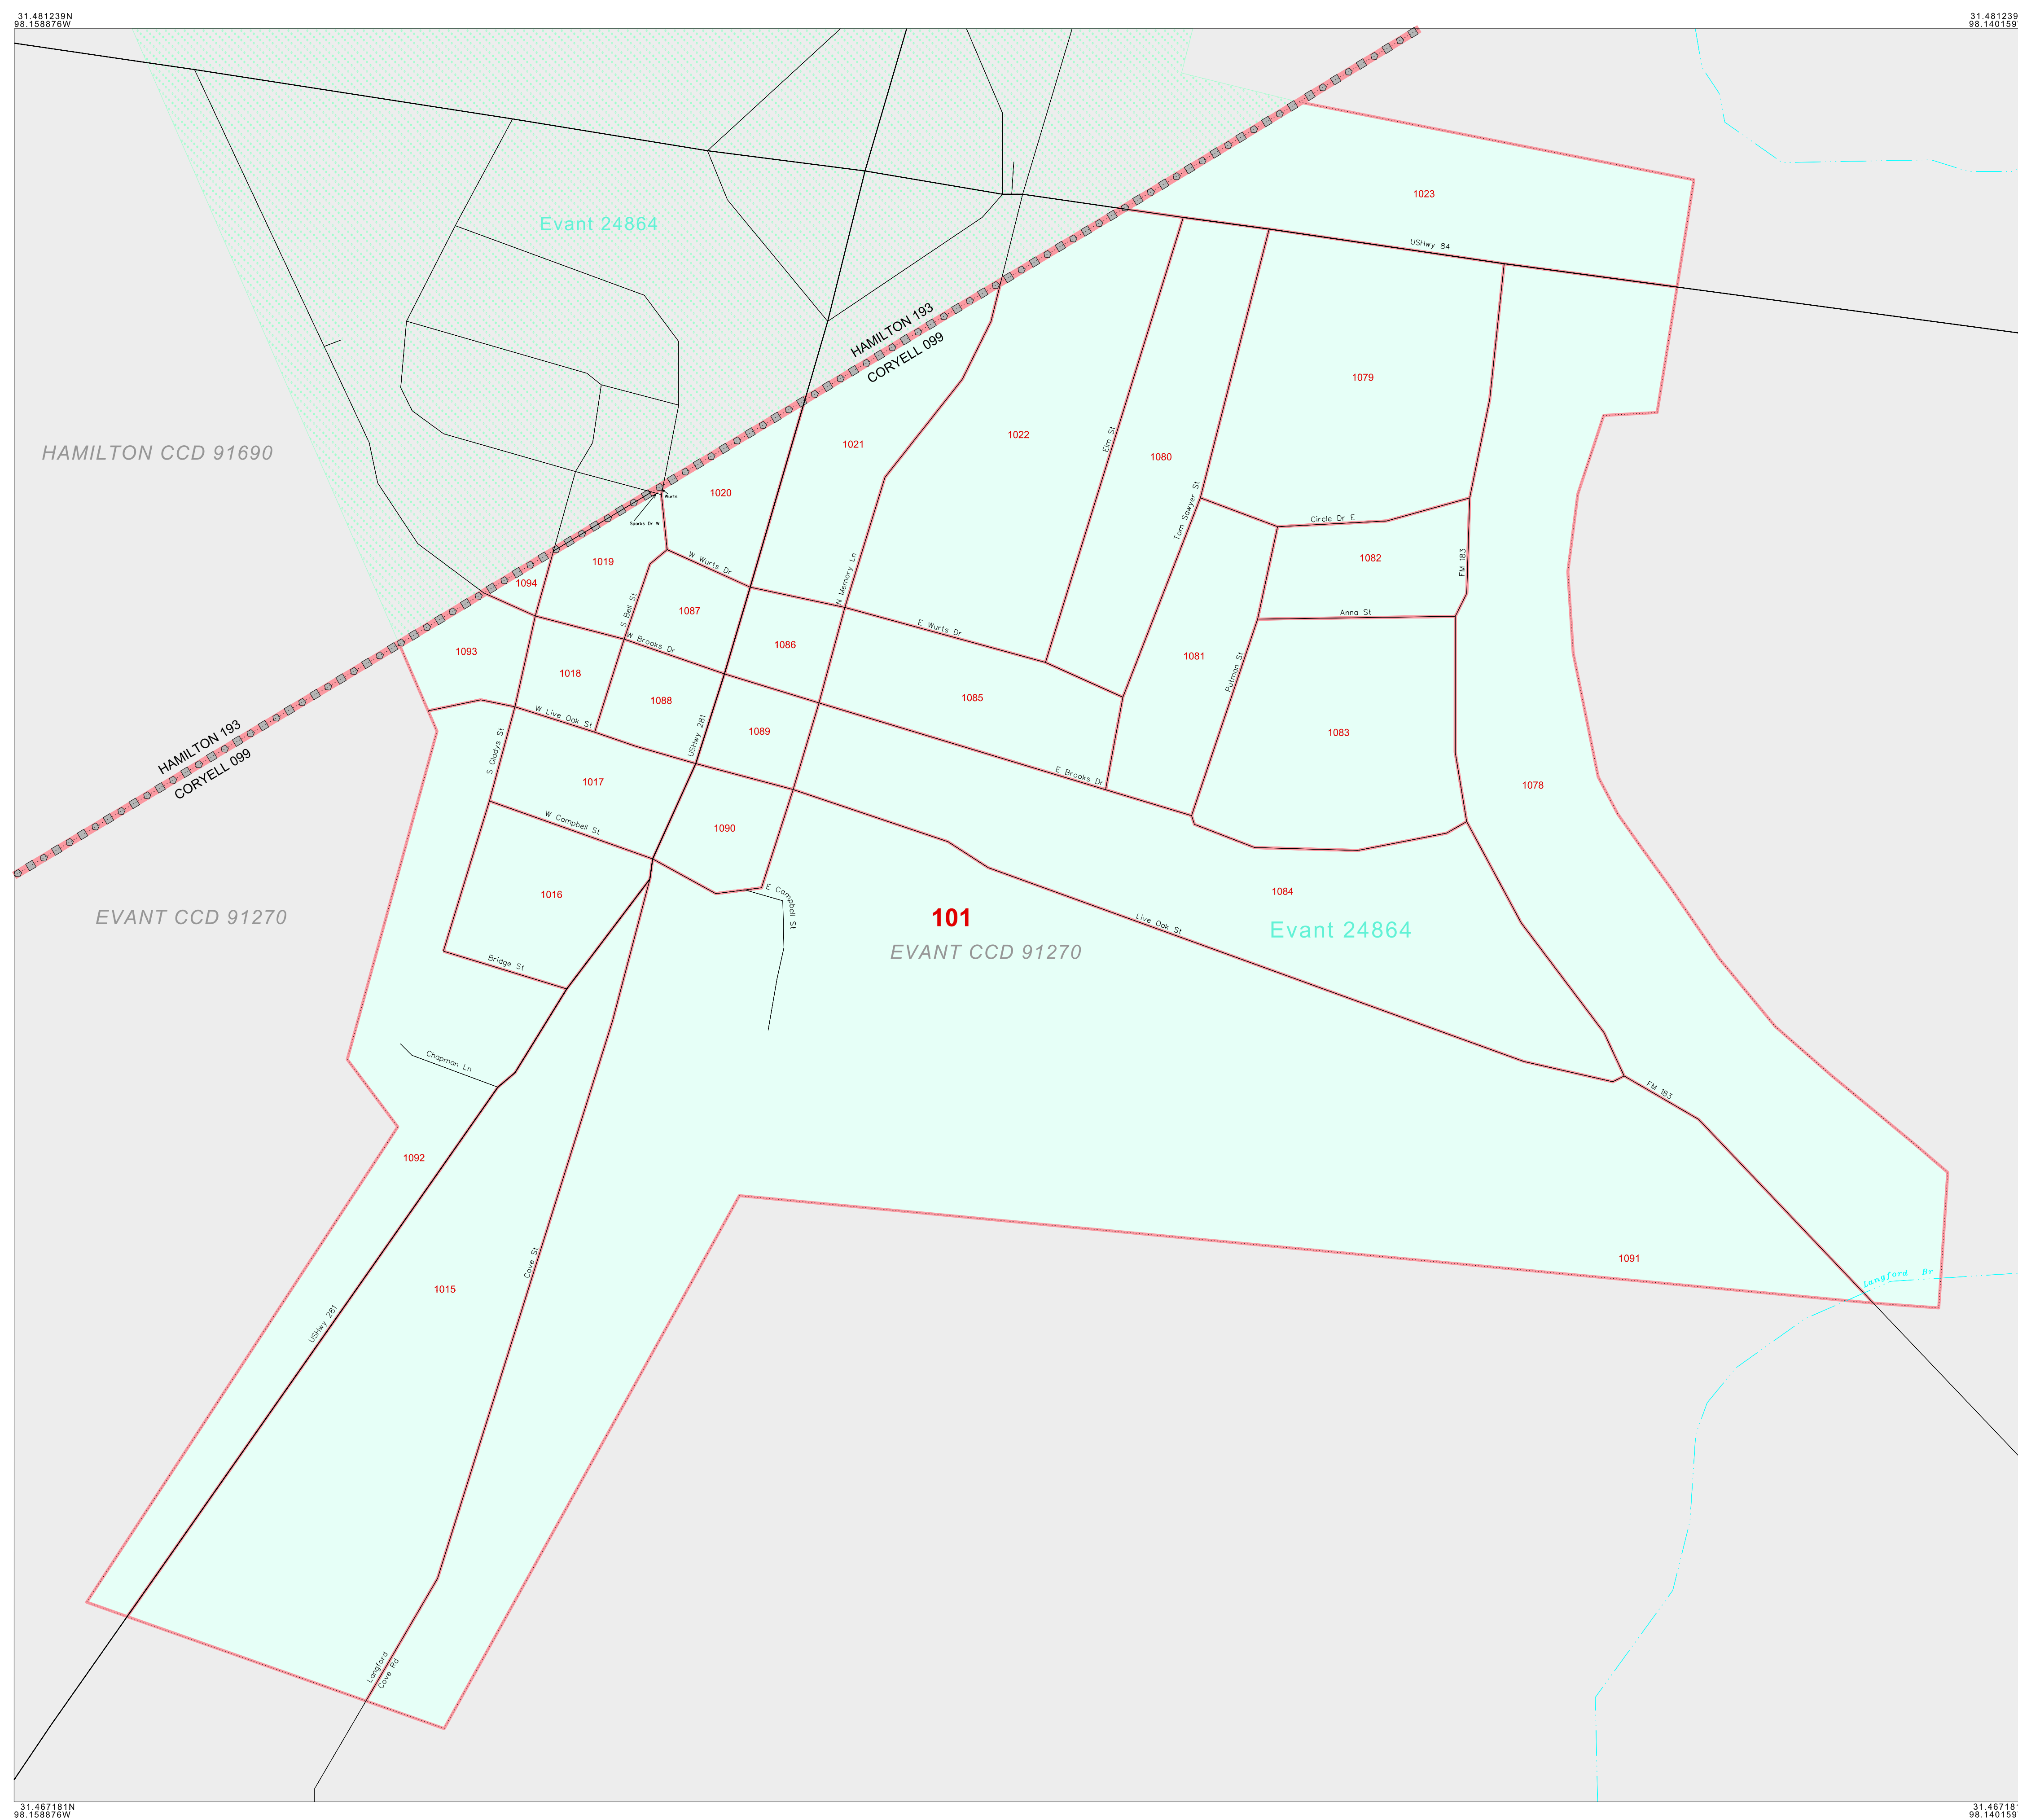 31.481239N
98.158876W
31.481239
98.140159
1023
USHwy 84
Evant 24864
HAMILTON 193
CORYELL 099
1079
1021
1022
Elm St
1080
HAMILTON CCD 91690
1020
Wurts
Sparks Dr W
Tom Sawyer St
Circle Dr E
1019
W Wurts Dr
1082
FM 183
1094
N Memory Ln
S Bell St
1087
Anna St
W Brooks Dr
1086
E Wurts Dr
1093
1018
1081
Putman St
1088
1085
W Live Oak St
1089
USHwy 281
1083
HAMILTON 193
CORYELL 099
S Gladys St
1017
E Brooks Dr
1078
W Campbell St
1090
1016
E Campbell St
1084
EVANT CCD 91270
101
Live Oak St
Evant 24864
EVANT CCD 91270
Bridge St
Chapman Ln
FM 183
1092
1091
Cove St
Langford Br
1015
USHwy 281
Langford
Cove Rd
31.467181N
98.158876W
31.467181
98.140159